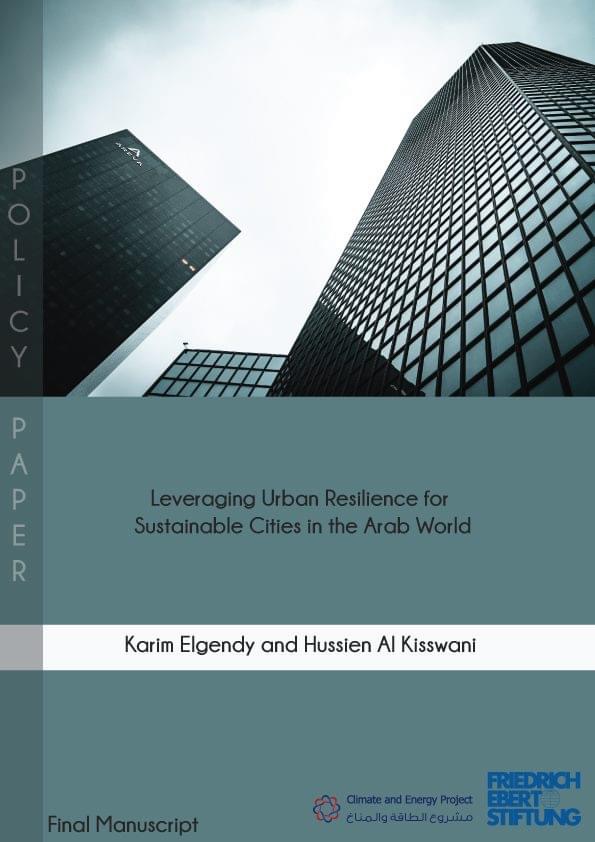 AREVA
POLICY PAPER
Leveraging Urban Resilience for
Sustainable Cities in the Arab World
Karim Elgendy and Hussien Al Kisswani
Climate and Energy Project
مشروع الطاقة والمناخ
FRIEDRICH
EBERT
STIFTUNG
Final Manuscript